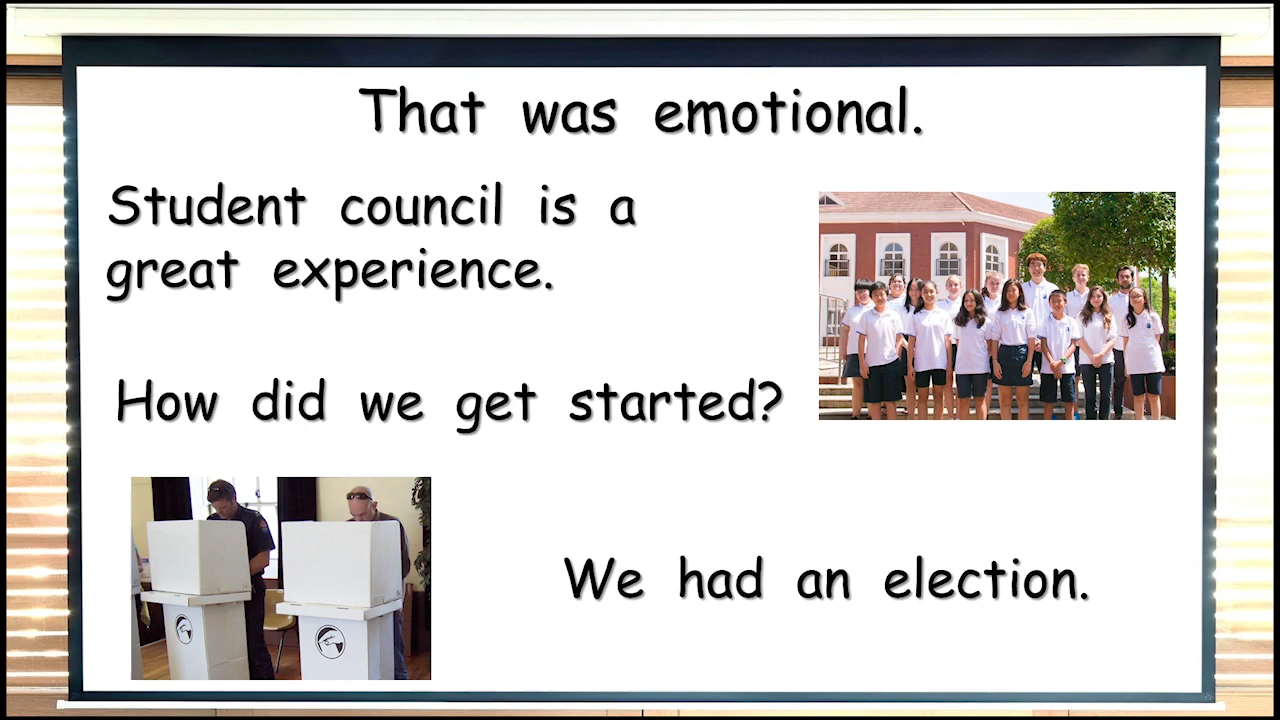 That was emotional.
Student council is a
great experience.
How did we get started?
We had an election.